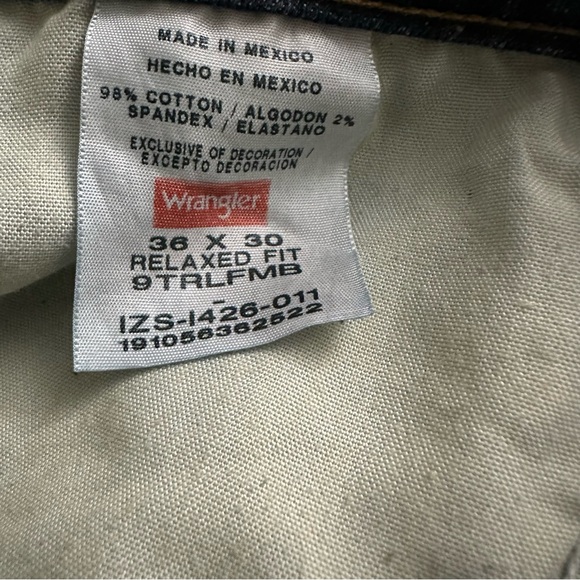 MADE IN MEXICO
HECHO EN MEXICO
98% COTTON / ALGODON 2%
SPANDEX / ELASTANO
EXCLUSIVE OF DECORATION /
EXCEPTO DECORACION
Wrangler
36 X 30
RELAXED FIT
9TRLFMB
-
IZS-1426-011
191056362522